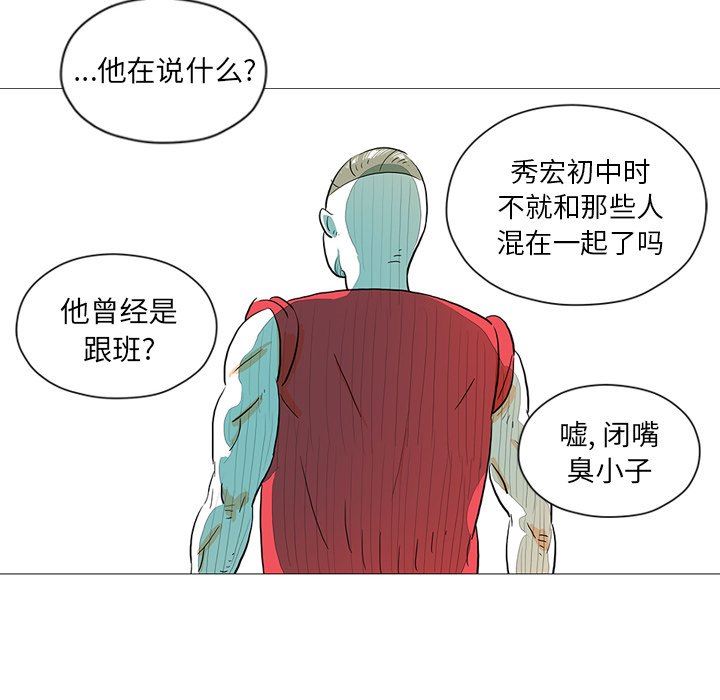 ...他在说什么?
秀宏初中时
不就和那些人
混在一起了吗
他曾经是
跟班?
嘘, 闭嘴
臭小子